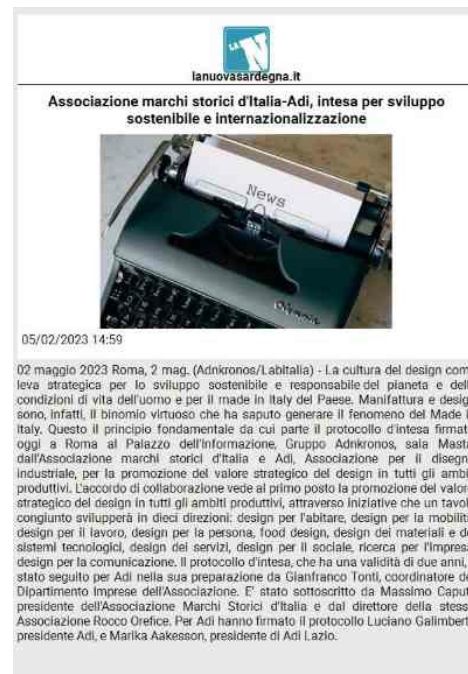 LA
N
lanuovasardegna.it
Associazione marchi storici d'Italia-Adi, intesa per sviluppo
sostenibile e internazionalizzazione
News
Olympia
05/02/2023 14:59
02 maggio 2023 Roma, 2 mag. (Adnkronos/Labitalia) - La cultura del design com
leva strategica per lo sviluppo sostenibile e responsabile del pianeta e dell
condizioni di vita dell'uomo e per il made in Italy del Paese. Manifattura e desig
sono, infatti, il binomio virtuoso che ha saputo generare il fenomeno del Made i
Italy. Questo il principio fondamentale da cui parte il protocollo d'intesa firmat
oggi a Roma al Palazzo dell'Informazione, Gruppo Adnkronos, sala Masta
dall'Associazione marchi storici d'Italia e Adi, Associazione per il disegn
industriale, per la promozione del valore strategico del design in tutti gli ambi
produttivi. L'accordo di collaborazione vede al primo posto la promozione del valor
strategico del design in tutti gli ambiti produttivi, attraverso iniziative che un tavol
congiunto svilupperà in dieci direzioni: design per l'abitare, design per la mobilit
design per il lavoro, design per la persona, food design, design dei materiali e de
sistemi tecnologici, design dei servizi, design per il sociale, ricerca per l'impres
design per la comunicazione. Il protocollo d'intesa, che ha una validità di due anni,
stato seguito per Adi nella sua preparazione da Gianfranco Tonti, coordinatore de
Dipartimento Imprese dell'Associazione. E' stato sottoscritto da Massimo Caput
presidente dell'Associazione Marchi Storici d'Italia e dal direttore della stess
Associazione Rocco Orefice. Per Adi hanno firmato il protocollo Luciano Galimbert
presidente Adi, e Marika Aakesson, presidente di Adi Lazio.